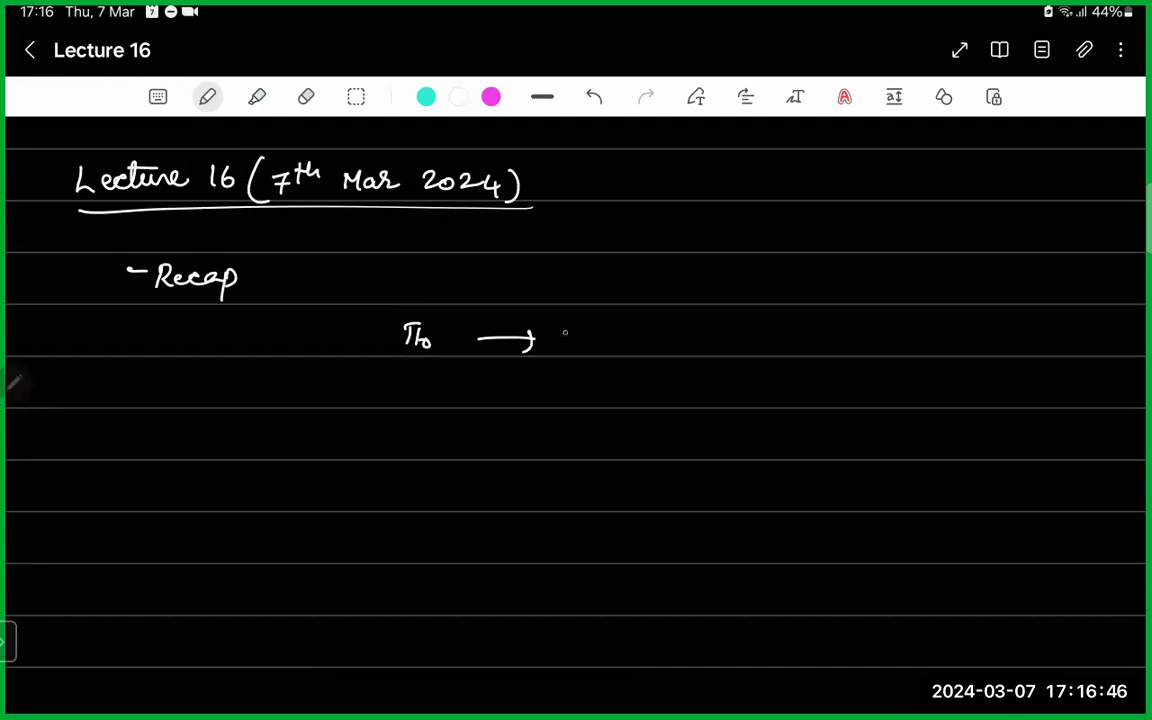 17:16 Thu, 7 Mar 7 44%
Lecture 16
Lecture 16 (7th Mar 2024)
- Recap
π₀ →
2024-03-07 17:16:46